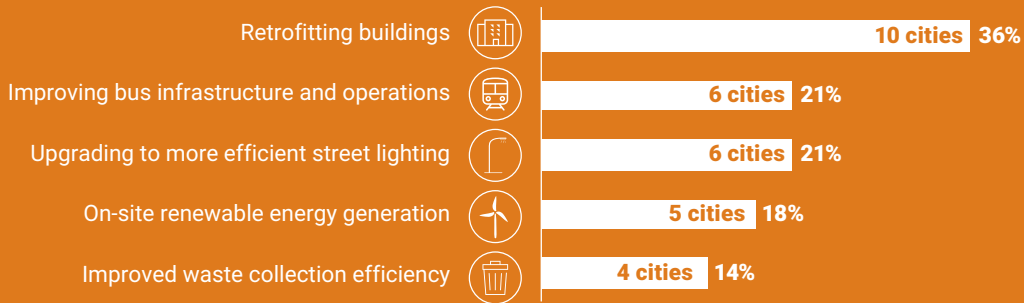 Retrofitting buildings 10 cities 36%
Improving bus infrastructure and operations 6 cities 21%
Upgrading to more efficient street lighting 6 cities 21%
On-site renewable energy generation 5 cities 18%
Improved waste collection efficiency 4 cities 14%